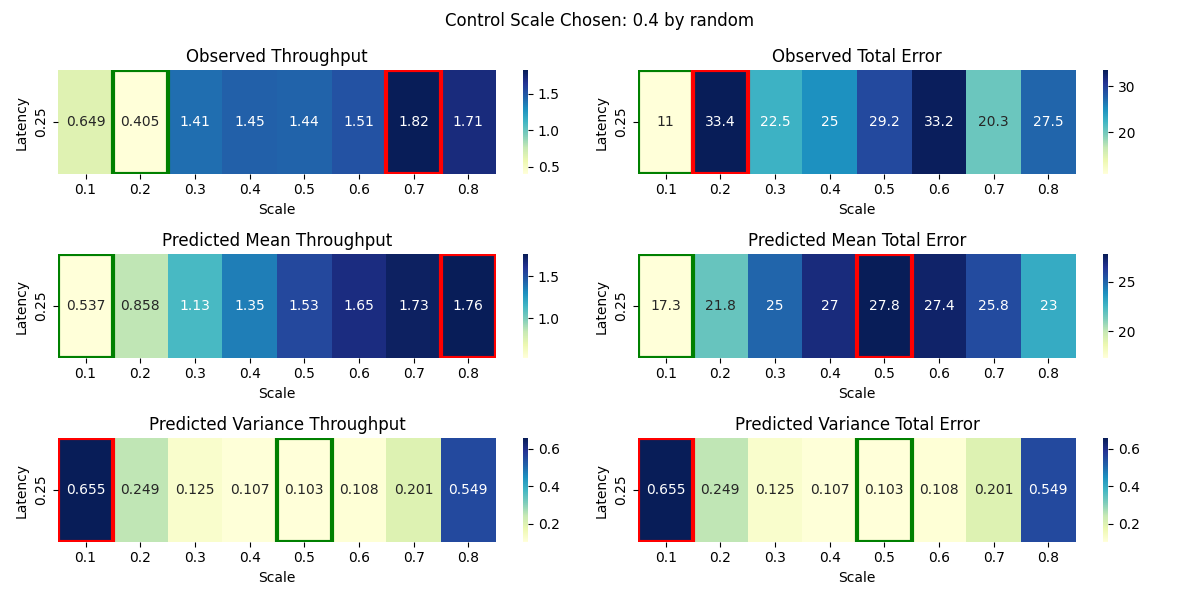 Control Scale Chosen: 0.4 by random
Observed Throughput
Latency
0.25
0.649 0.405 1.41 1.45 1.44 1.51 1.82 1.71
0.1 0.2 0.3 0.4 0.5 0.6 0.7 0.8
Scale
1.5
1.0
0.5
Observed Total Error
Latency
0.25
11 33.4 22.5 25 29.2 33.2 20.3 27.5
0.1 0.2 0.3 0.4 0.5 0.6 0.7 0.8
Scale
30
20
Predicted Mean Throughput
Latency
0.25
0.537 0.858 1.13 1.35 1.53 1.65 1.73 1.76
0.1 0.2 0.3 0.4 0.5 0.6 0.7 0.8
Scale
1.5
1.0
Predicted Mean Total Error
Latency
0.25
17.3 21.8 25 27 27.8 27.4 25.8 23
0.1 0.2 0.3 0.4 0.5 0.6 0.7 0.8
Scale
25
20
Predicted Variance Throughput
Latency
0.25
0.655 0.249 0.125 0.107 0.103 0.108 0.201 0.549
0.1 0.2 0.3 0.4 0.5 0.6 0.7 0.8
Scale
0.6
0.4
0.2
Predicted Variance Total Error
Latency
0.25
0.655 0.249 0.125 0.107 0.103 0.108 0.201 0.549
0.1 0.2 0.3 0.4 0.5 0.6 0.7 0.8
Scale
0.6
0.4
0.2